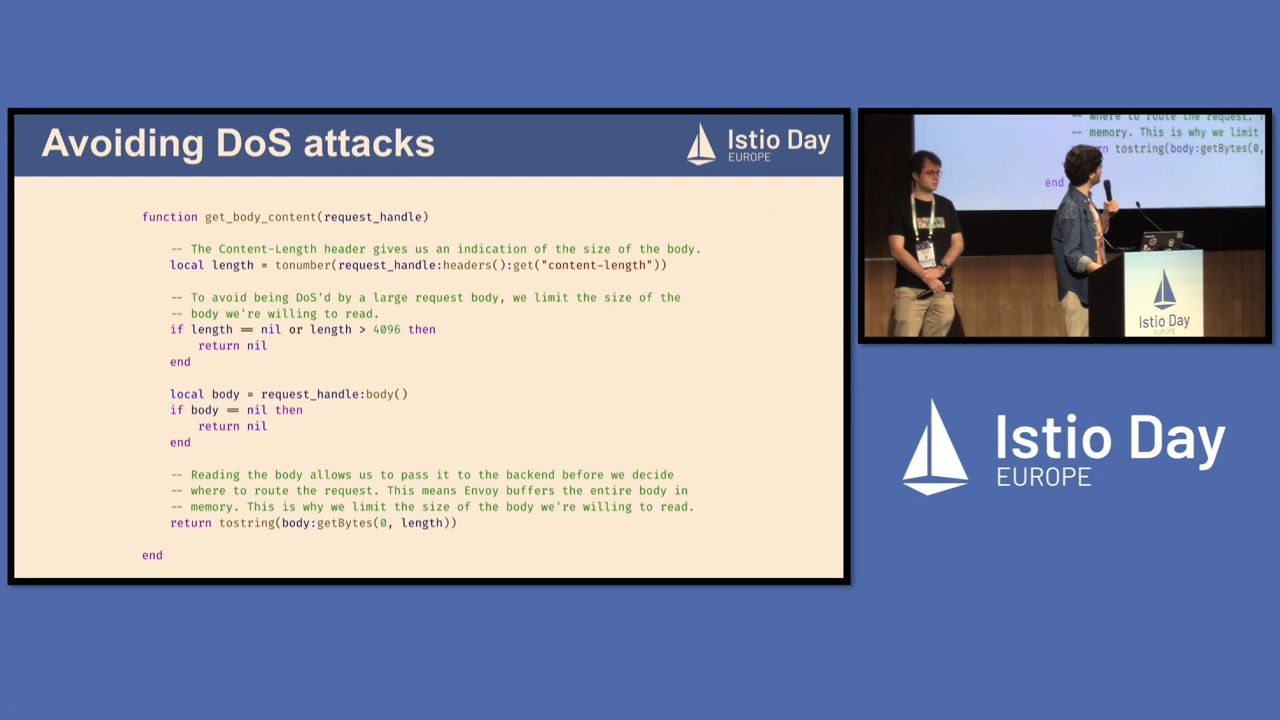 Avoiding DoS attacks
Istio Day
EUROPE
function get_body_content(request_handle)
-- The Content-Length header gives us an indication of the size of the body.
local length = tonumber(request_handle:headers():get("content-length"))
-- To avoid being DoS'd by a large request body, we limit the size of the
-- body we're willing to read.
if length == nil or length > 4096 then
return nil
end
local body = request_handle:body()
if body == nil then
return nil
end
-- Reading the body allows us to pass it to the backend before we decide
-- where to route the request. This means Envoy buffers the entire body in
-- memory. This is why we limit the size of the body we're willing to read.
return tostring(body:getBytes(0, length))
end
-- where to route the request.
-- memory. This is why we limit
tostring(body:getBytes(0,
end
Istio Day
EUROPE
Istio Day
EUROPE